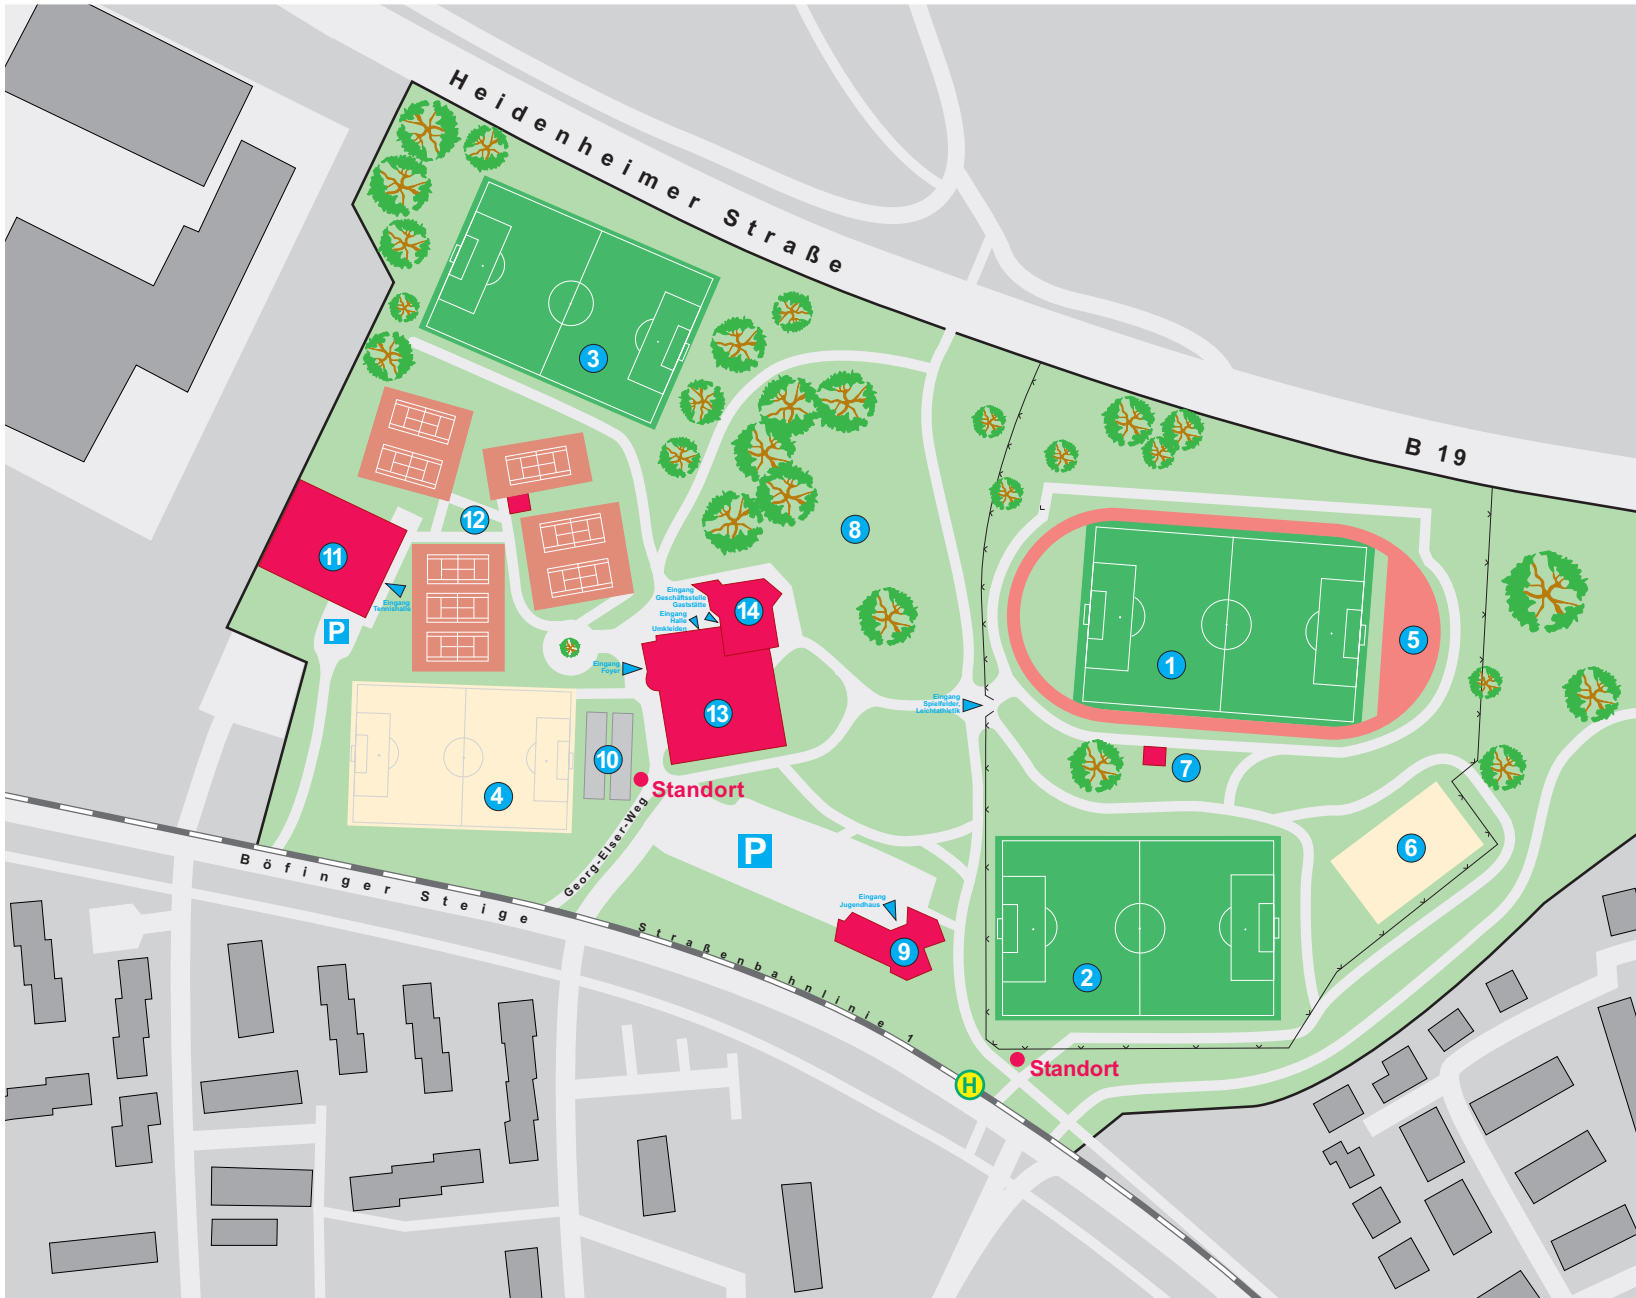 Heidenheimer Straße
B 19
3
12
11
8
Eingang
Tennishalle
P
Eingang
Geschäftsstelle
Gaststätte
Eingang
Halle
Umkleiden
14
Eingang
Foyer
13
1
5
Eingang
Spielfelder,
Leichtathletik
10
4
7
Standort
6
Georg-Elser-Weg
P
Böfinger Steige
Eingang
Jugendhaus
9
2
Straßenbahnlinie 1
Standort
H